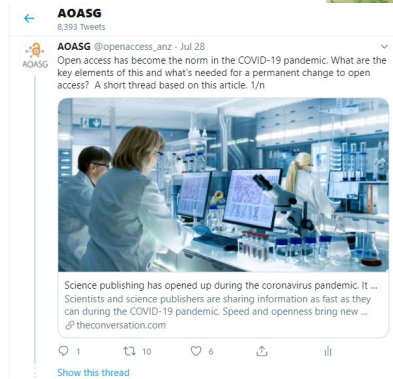 AOASG
8,393 Tweets
AOASG @openaccess_anz · Jul 28
AOASG
Open access has become the norm in the COVID-19 pandemic. What are the
key elements of this and what's needed for a permanent change to open
access? A short thread based on this article. 1/n
Science publishing has opened up during the coronavirus pandemic. It ...
Scientists and science publishers are sharing information as fast as they
can during the COVID-19 pandemic. Speed and openness bring new ...
theconversation.com
1 10 6
Show this thread